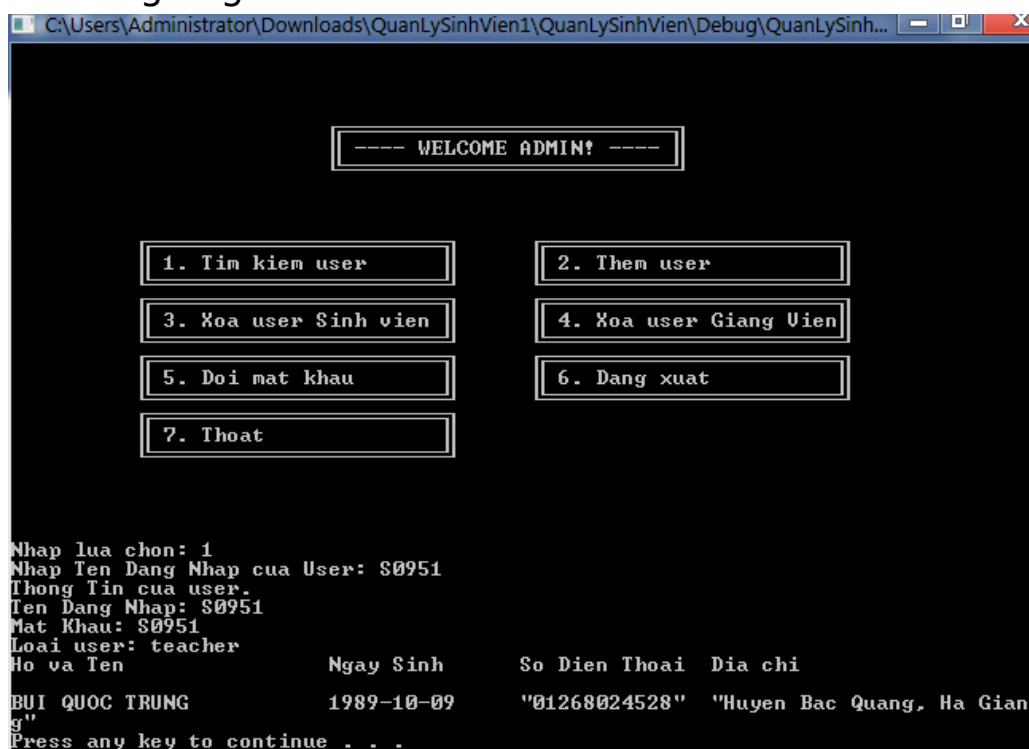 C:\Users\Administrator\Downloads\QuanLySinhVien1\QuanLySinhVien\Debug\QuanLySinh...
---- WELCOME ADMIN! ----
1. Tim kiem user
2. Them user
3. Xoa user Sinh vien
4. Xoa user Giang Vien
5. Doi mat khau
6. Dang xuat
7. Thoat
Nhap lua chon: 1
Nhap Ten Dang Nhap cua User: S0951
Thong Tin cua user.
Ten Dang Nhap: S0951
Mat Khau: S0951
Loai user: teacher
Ho va Ten Ngay Sinh So Dien Thoai Dia chi
BUI QUOC TRUNG 1989-10-09 "01268024528" "Huyen Bac Quang, Ha Gian
g"
Press any key to continue . . .